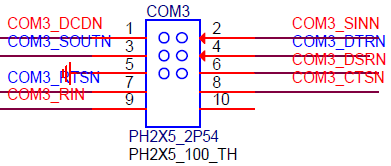 COM3
COM3_DCDN 1 2 COM3_SINN
COM3_SOUTN 3 4 COM3_DTRN
5 6 COM3_DSRN
COM3_RTSN 7 8 COM3_CTSN
COM3_RIN 9 10
PH2X5_2P54
PH2X5_100_TH